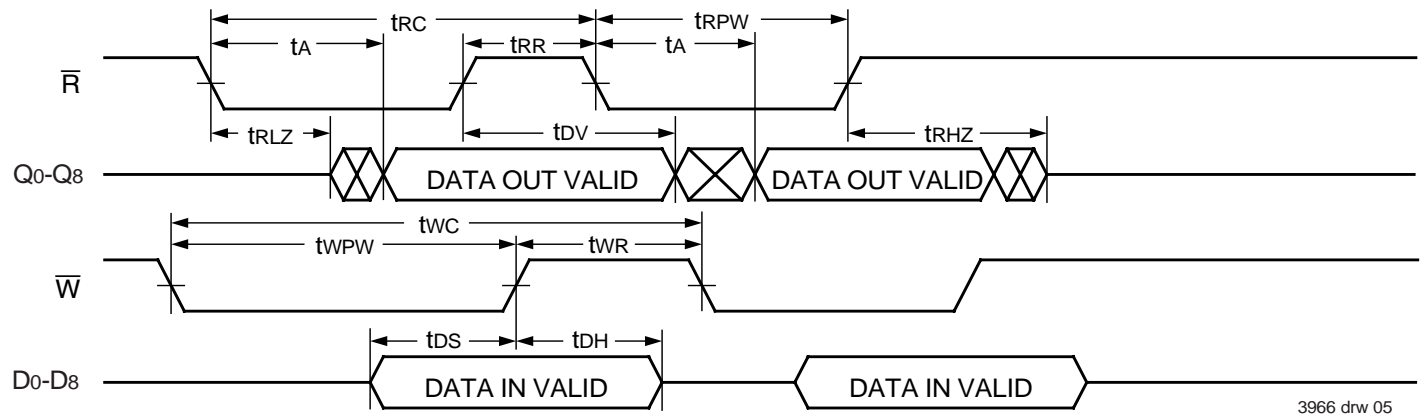 tRC tRPW
tA tRR tA
R̅
tRLZ tDV tRHZ
Q0-Q8 DATA OUT VALID DATA OUT VALID
tWC
tWPW tWR
W̅
tDS tDH
D0-D8 DATA IN VALID DATA IN VALID
3966 drw 05